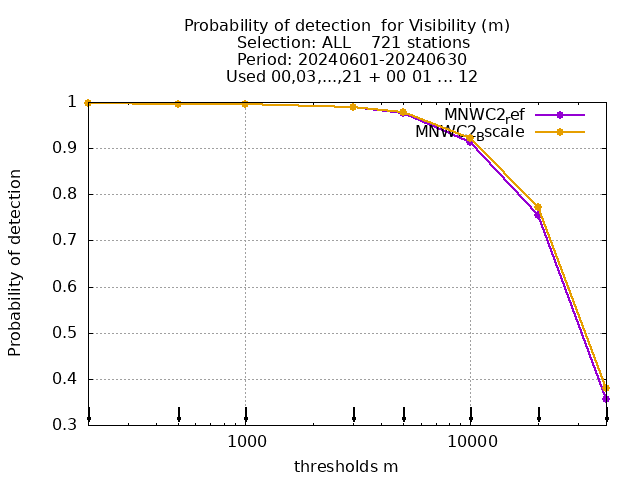 Probability of detection  for Visibility (m)
Selection: ALL    721 stations
Period: 20240601-20240630
Used 00,03,...,21 + 00 01 ... 12
MNWC2ref
MNWC2Bscale
1
0.9
0.8
0.7
0.6
0.5
0.4
0.3
Probability of detection
1000
10000
thresholds m